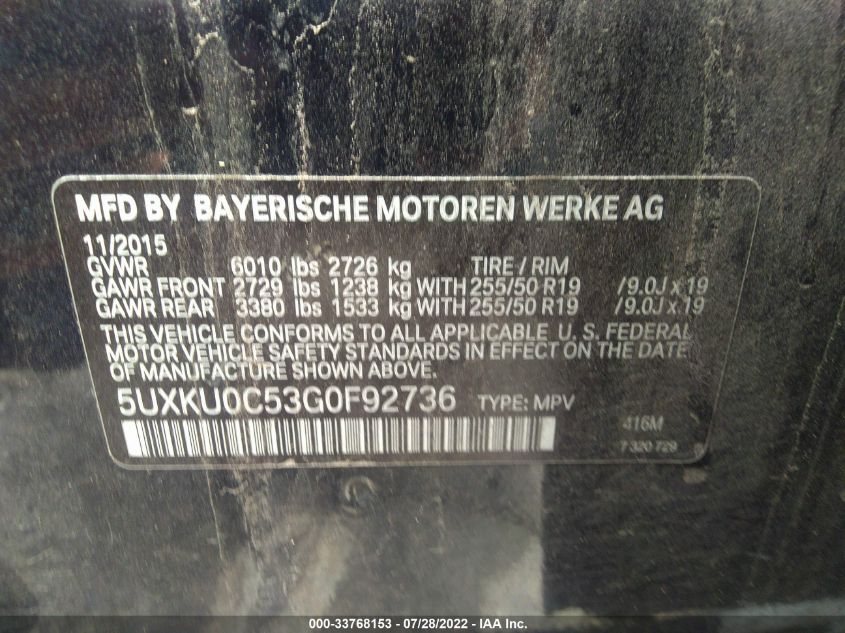 MFD BY BAYERISCHE MOTOREN WERKE AG
11/2015
GVWR 6010 lbs 2726 kg TIRE / RIM
GAWR FRONT 2729 lbs 1238 kg WITH 255/50 R19 /9.0J x 19
GAWR REAR 3380 lbs 1533 kg WITH 255/50 R19 /9.0J x 19
THIS VEHICLE CONFORMS TO ALL APPLICABLE U. S. FEDERAL
MOTOR VEHICLE SAFETY STANDARDS IN EFFECT ON THE DATE
OF MANUFACTURE SHOWN ABOVE.
5UXKU0C53G0F92736 TYPE: MPV
416M
7 320 729
000-33768153 - 07/28/2022 - IAA Inc.